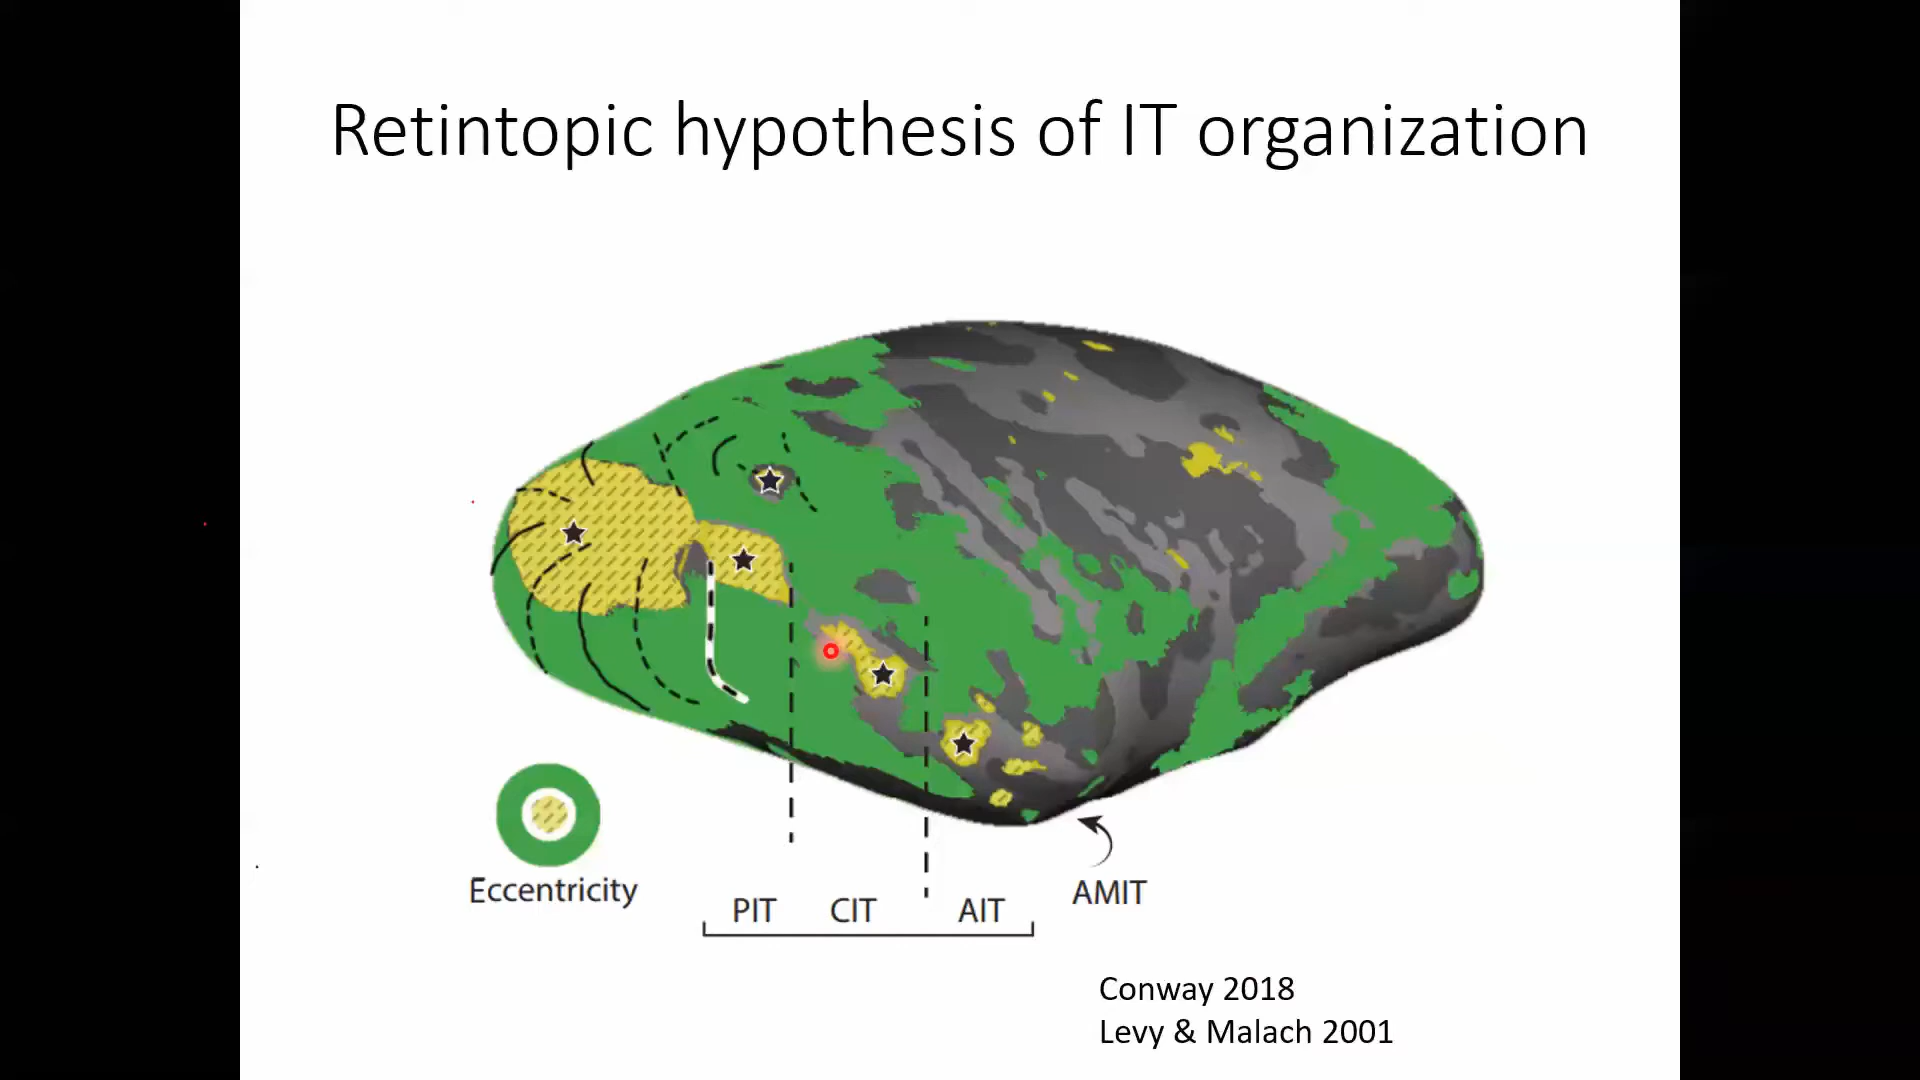 Retintopic hypothesis of IT organization
Eccentricity
PIT CIT AIT
AMIT
Conway 2018
Levy & Malach 2001